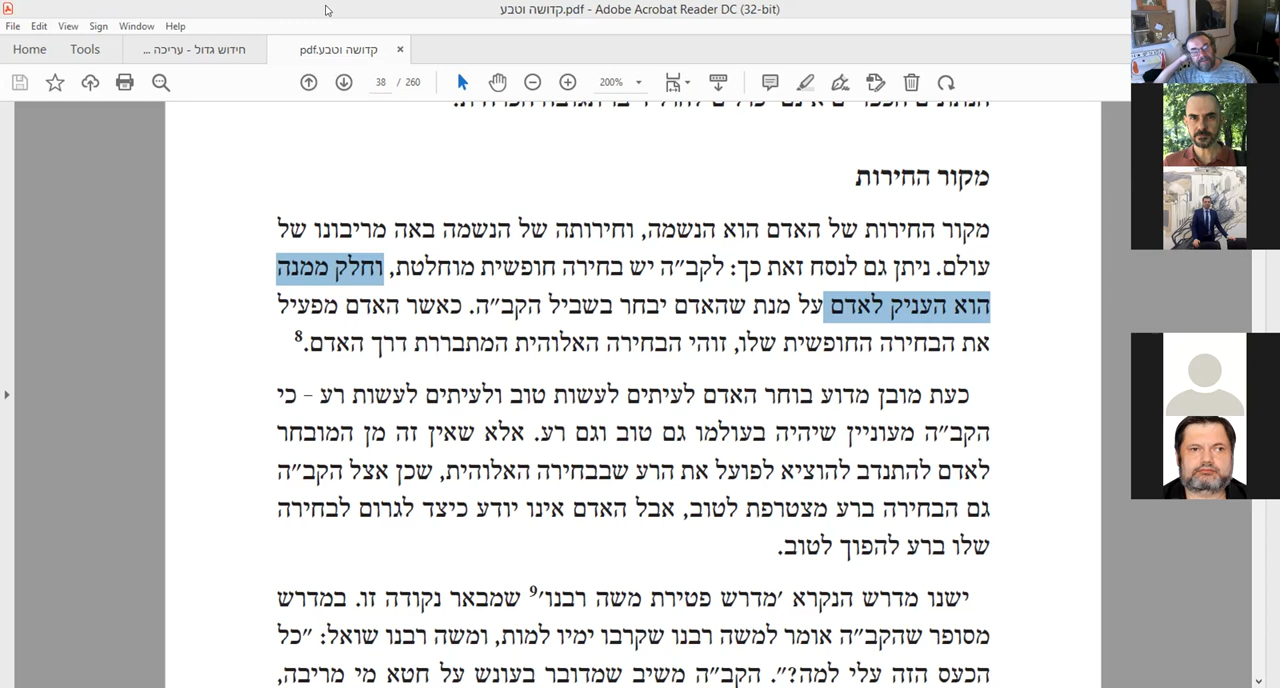 קדושה וטבע.pdf - Adobe Acrobat Reader DC (32-bit)
File Edit View Sign Window Help
Home Tools חידוש גדול - עריכה ... קדושה וטבע.pdf ×
38 / 260 200%
מקור החירות
מקור החירות של האדם הוא הנשמה, וחירותה של הנשמה באה מריבונו של
עולם. ניתן גם לנסח זאת כך: לקב״ה יש בחירה חופשית מוחלטת, וחלק ממנה
הוא העניק לאדם על מנת שהאדם יבחר בשביל הקב״ה. כאשר האדם מפעיל
את הבחירה החופשית שלו, זוהי הבחירה האלוהית המתבררת דרך האדם.⁸
כעת מובן מדוע בוחר האדם לעיתים לעשות טוב ולעיתים לעשות רע – כי
הקב״ה מעוניין שיהיה בעולמו גם טוב וגם רע. אלא שאין זה מן המובחר
לאדם להתנדב להוציא לפועל את הרע שבבחירה האלוהית, שכן אצל הקב״ה
גם הבחירה ברע מצטרפת לטוב, אבל האדם אינו יודע כיצד לגרום לבחירה
שלו ברע להפוך לטוב.
ישנו מדרש הנקרא ׳מדרש פטירת משה רבנו׳⁹ שמבאר נקודה זו. במדרש
מסופר שהקב״ה אומר למשה רבנו שקרבו ימיו למות, ומשה רבנו שואל: ״כל
הכעס הזה עלי למה?״. הקב״ה משיב שמדובר בעונש על חטא מי מריבה,